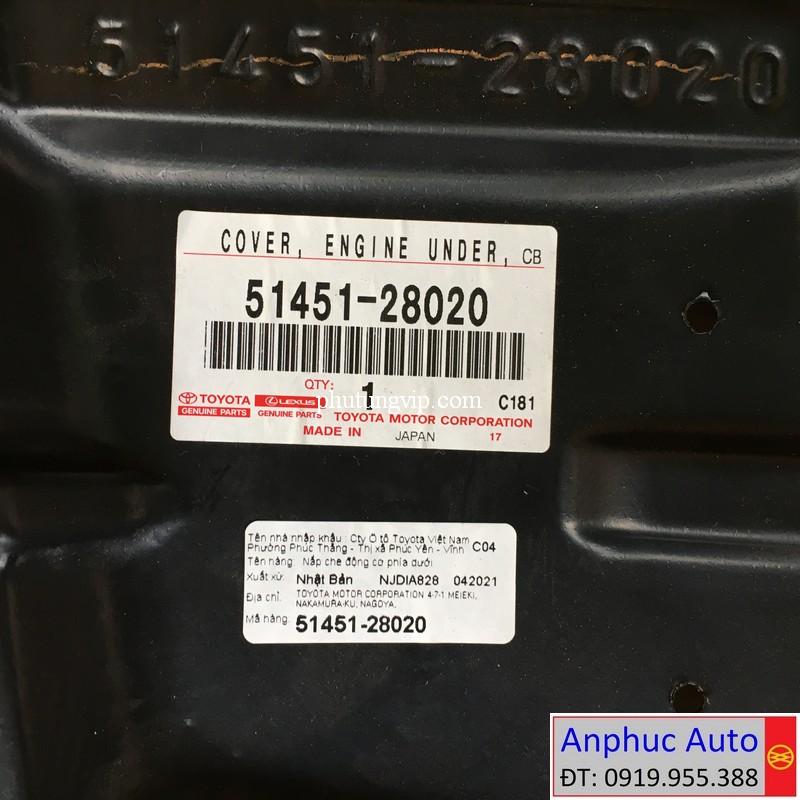 51451-28020
COVER, ENGINE UNDER, CB
51451-28020
QTY: 1
TOYOTA LEXUS phutungvip.com C181
GENUINE PARTS GENUINE PARTS TOYOTA MOTOR CORPORATION
MADE IN JAPAN 17
Tên nhà nhập khẩu : Cty Ô tô Toyota Việt Nam
Phường Phúc Thắng - Thị xã Phúc Yên - Vĩnh C04
Tên hàng: Nắp che động cơ phía dưới
Xuất xứ: Nhật Bản NJDIA828 042021
Địa chỉ: TOYOTA MOTOR CORPORATION 4-7-1 MEIEKI,
NAKAMURA-KU, NAGOYA,
Mã hàng: 51451-28020
Anphuc Auto
ĐT: 0919.955.388